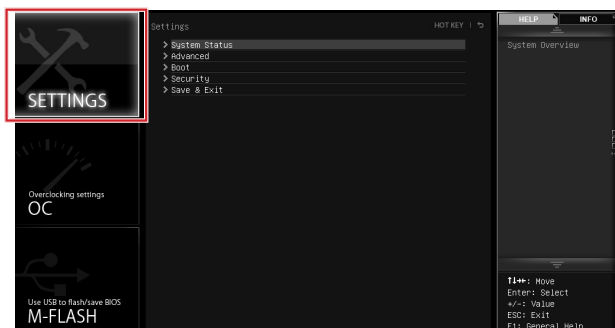 SETTINGS
Overclocking settings
OC
Use USB to flash/save BIOS
M-FLASH
Settings
HOT KEY |
> System Status
> Advanced
> Boot
> Security
> Save & Exit
HELP
INFO
System Overview
↑↓→←: Move
Enter: Select
+/-: Value
ESC: Exit
F1: General Help